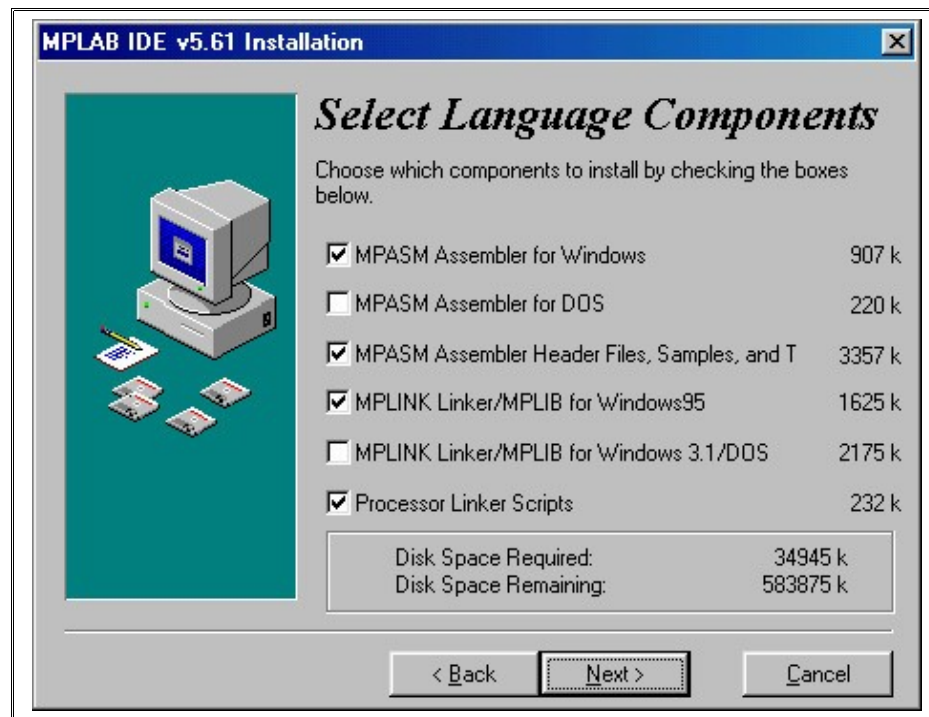 MPLAB IDE v5.61 Installation
Select Language Components
Choose which components to install by checking the boxes
below.
MPASM Assembler for Windows 907 k
MPASM Assembler for DOS 220 k
MPASM Assembler Header Files, Samples, and T 3357 k
MPLINK Linker/MPLIB for Windows95 1625 k
MPLINK Linker/MPLIB for Windows 3.1/DOS 2175 k
Processor Linker Scripts 232 k
Disk Space Required: 34945 k
Disk Space Remaining: 583875 k
< Back Next > Cancel